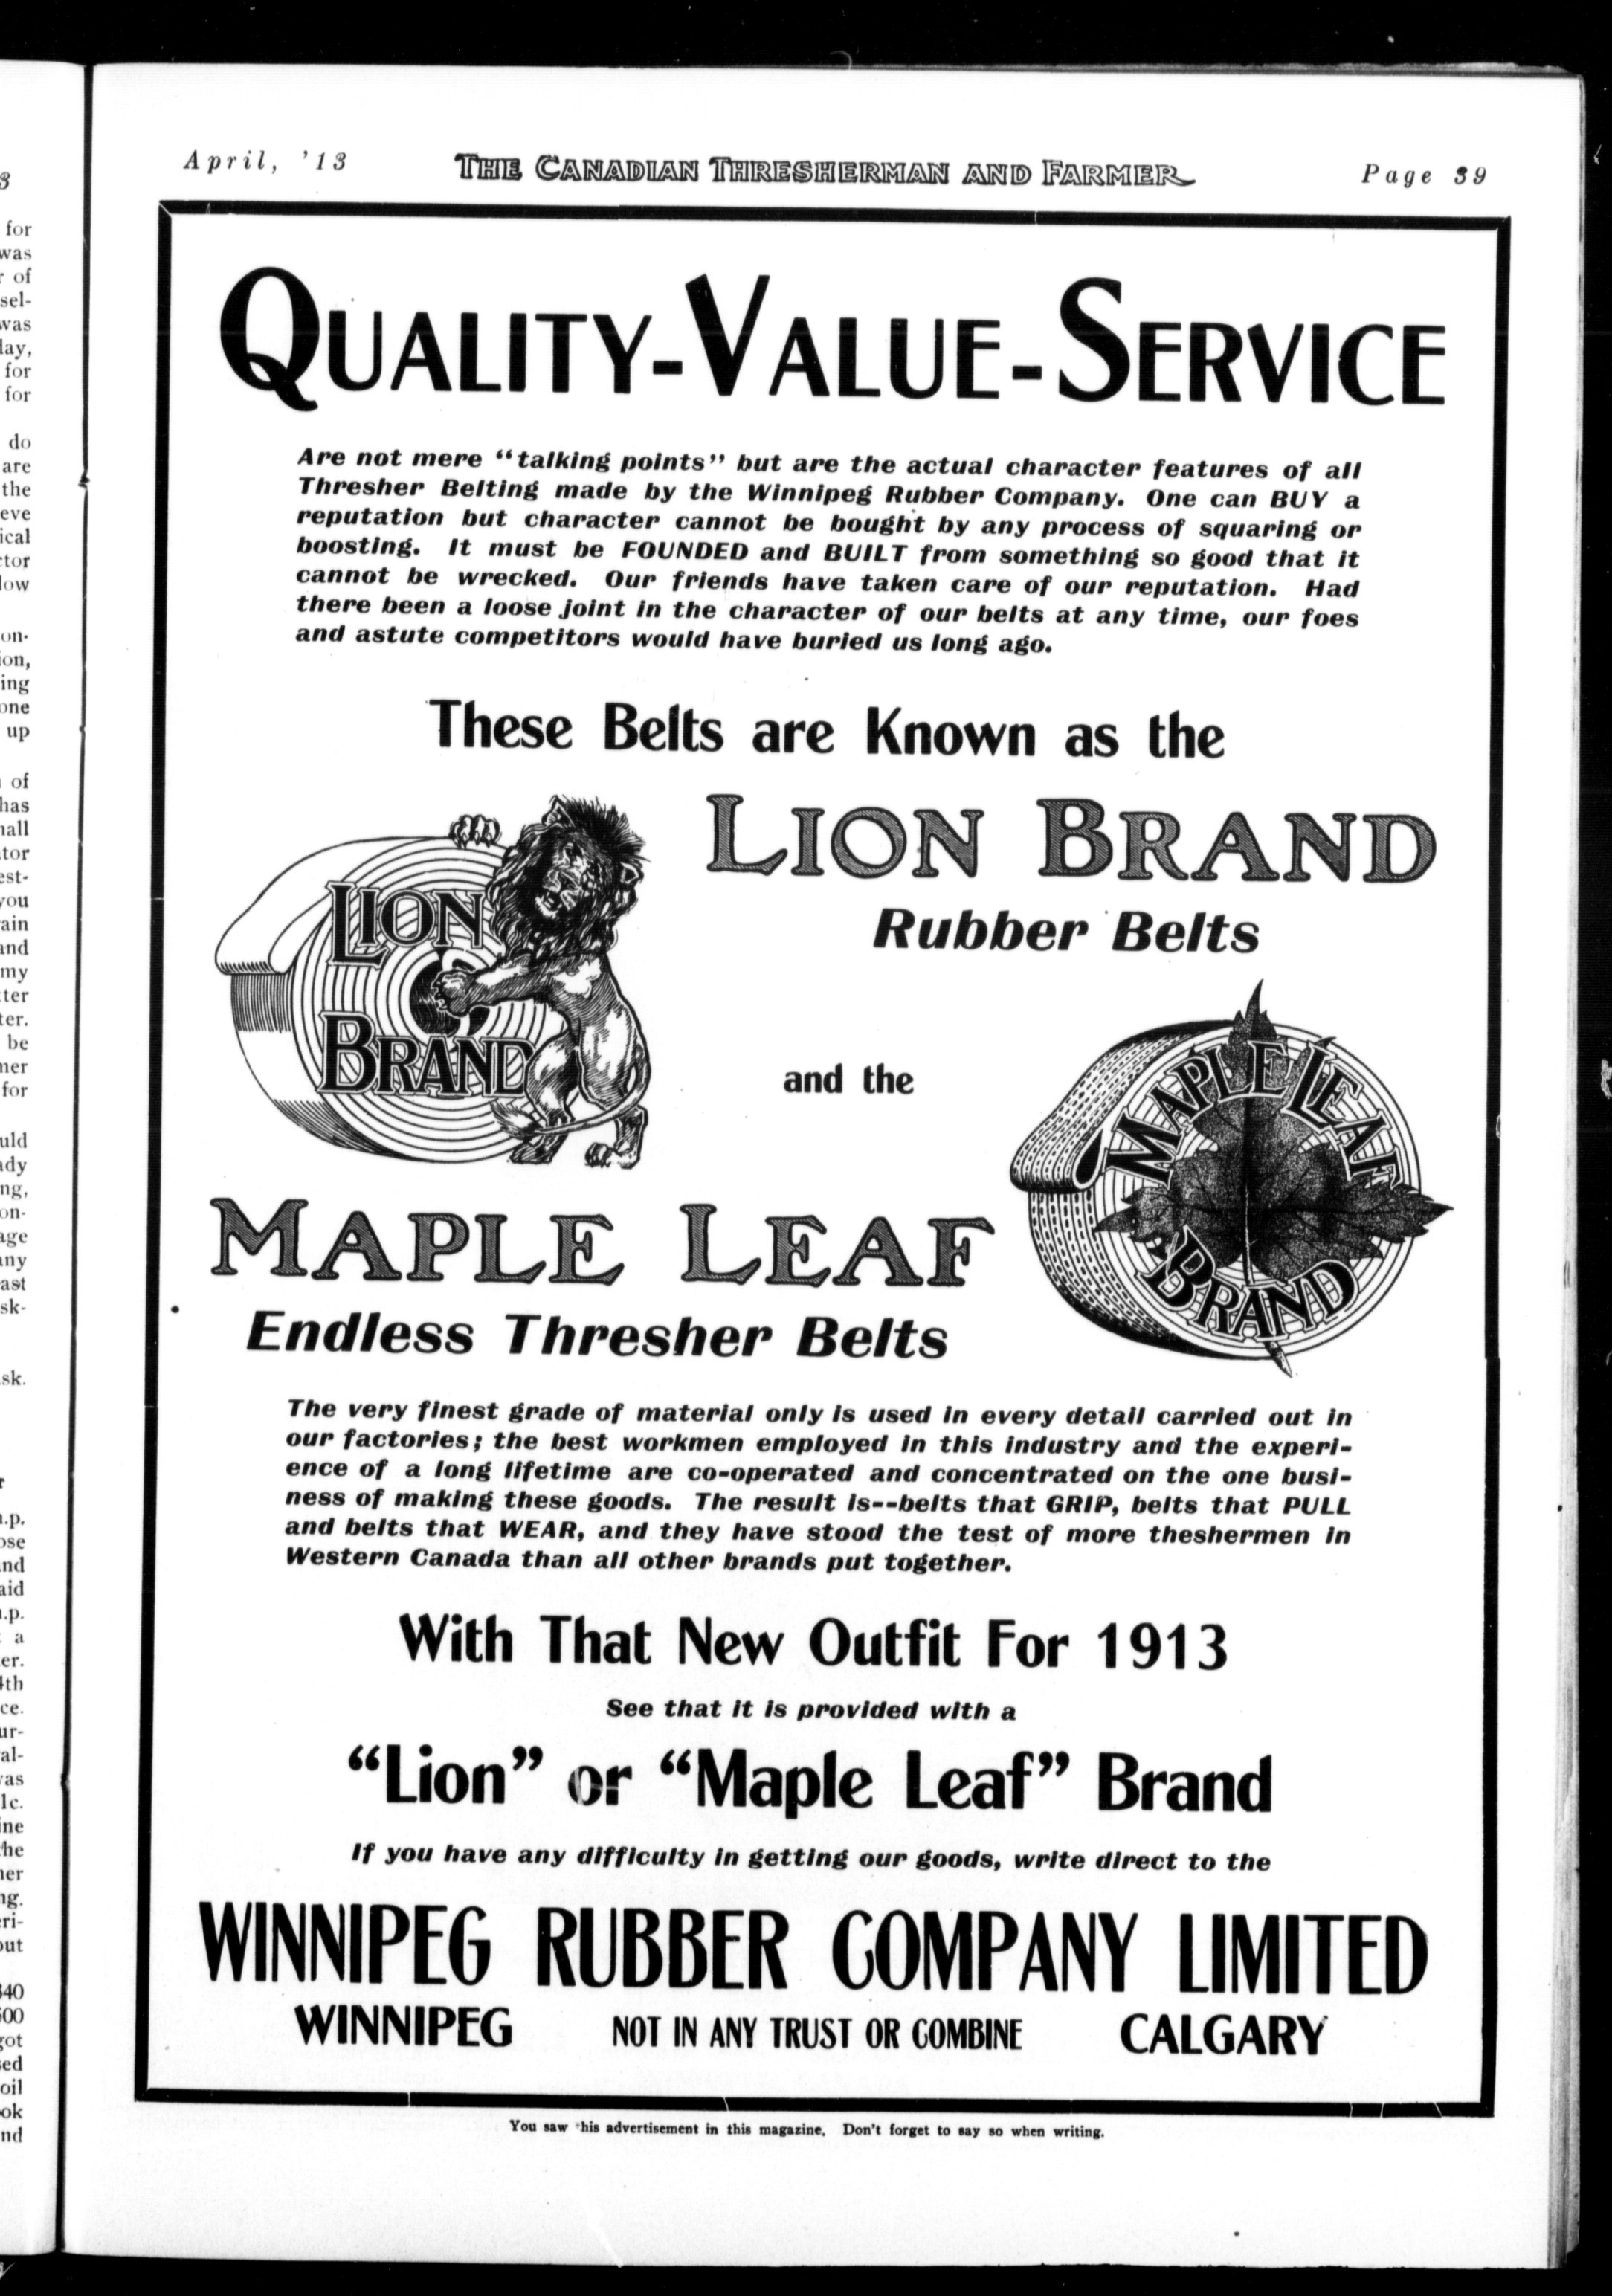 April, '13 THE CANADIAN THRESHERMAN AND FARMER Page 39
QUALITY-VALUE-SERVICE
Are not mere "talking points" but are the actual character features of all
Thresher Belting made by the Winnipeg Rubber Company. One can BUY a
reputation but character cannot be bought by any process of squaring or
boosting. It must be FOUNDED and BUILT from something so good that it
cannot be wrecked. Our friends have taken care of our reputation. Had
there been a loose joint in the character of our belts at any time, our foes
and astute competitors would have buried us long ago.
These Belts are Known as the
LION BRAND
Rubber Belts
LION
BRAND
and the
MAPLE LEAF
BRAND
MAPLE LEAF
Endless Thresher Belts
The very finest grade of material only is used in every detail carried out in
our factories; the best workmen employed in this industry and the experi-
ence of a long lifetime are co-operated and concentrated on the one busi-
ness of making these goods. The result is--belts that GRIP, belts that PULL
and belts that WEAR, and they have stood the test of more theshermen in
Western Canada than all other brands put together.
With That New Outfit For 1913
See that it is provided with a
"Lion" or "Maple Leaf" Brand
If you have any difficulty in getting our goods, write direct to the
WINNIPEG RUBBER COMPANY LIMITED
WINNIPEG NOT IN ANY TRUST OR COMBINE CALGARY
You saw this advertisement in this magazine. Don't forget to say so when writing.